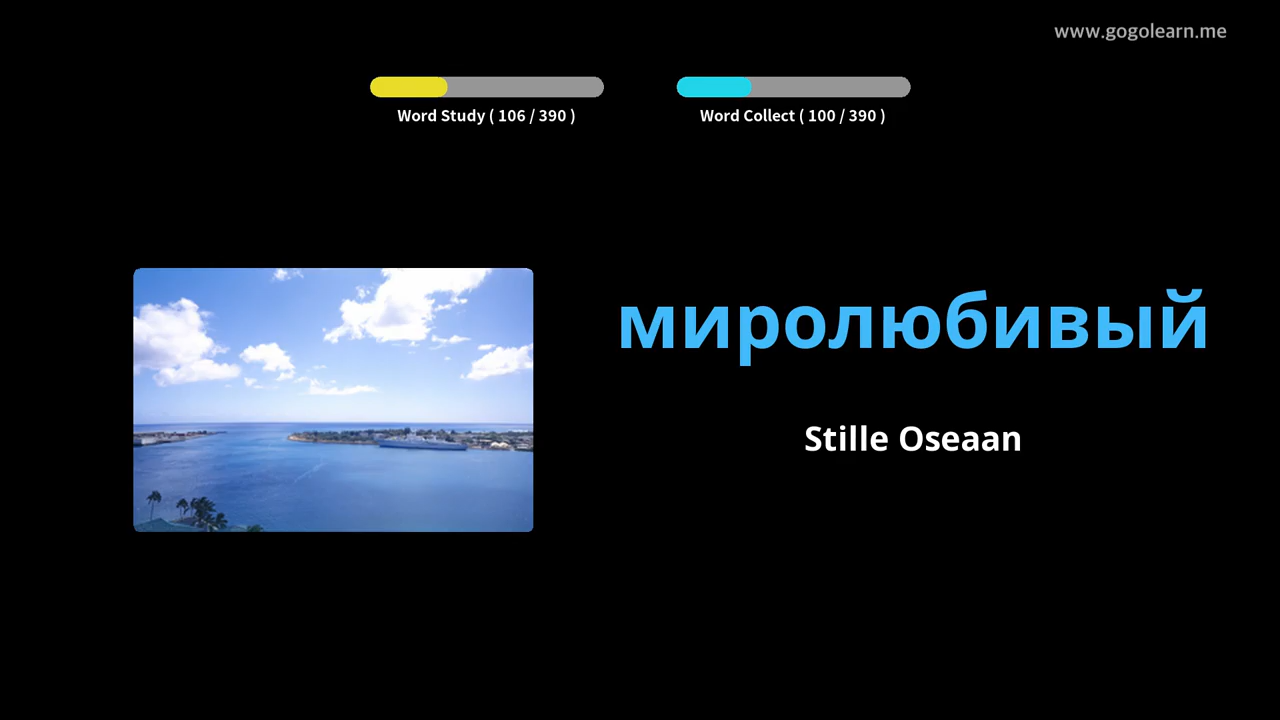 www.gogolearn.me
Word Study ( 106 / 390 )
Word Collect ( 100 / 390 )
миролюбивый
Stille Oseaan